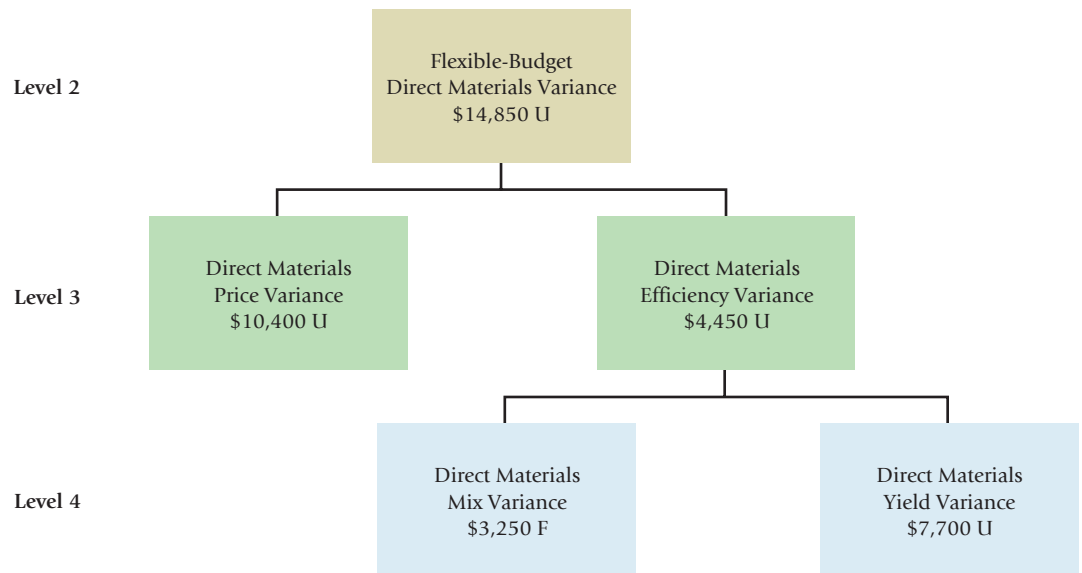 Level 2
Flexible-Budget
Direct Materials Variance
$14,850 U
Level 3
Direct Materials
Price Variance
$10,400 U
Direct Materials
Efficiency Variance
$4,450 U
Level 4
Direct Materials
Mix Variance
$3,250 F
Direct Materials
Yield Variance
$7,700 U